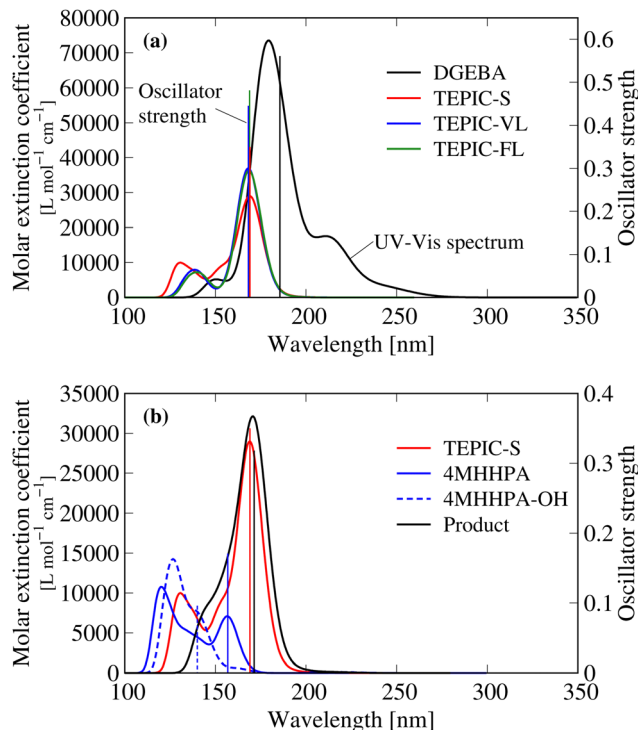 (a)
80000
70000
60000
50000
40000
30000
20000
10000
0
Molar extinction coefficient
[L mol⁻¹ cm⁻¹]
Oscillator
strength
DGEBA
TEPIC-S
TEPIC-VL
TEPIC-FL
UV-Vis spectrum
0.6
0.5
0.4
0.3
0.2
0.1
0
Oscillator strength
100 150 200 250 300 350
Wavelength [nm]
(b)
35000
30000
25000
20000
15000
10000
5000
0
Molar extinction coefficient
[L mol⁻¹ cm⁻¹]
TEPIC-S
4MHHPA
4MHHPA-OH
Product
0.4
0.3
0.2
0.1
0
Oscillator strength
100 150 200 250 300 350
Wavelength [nm]